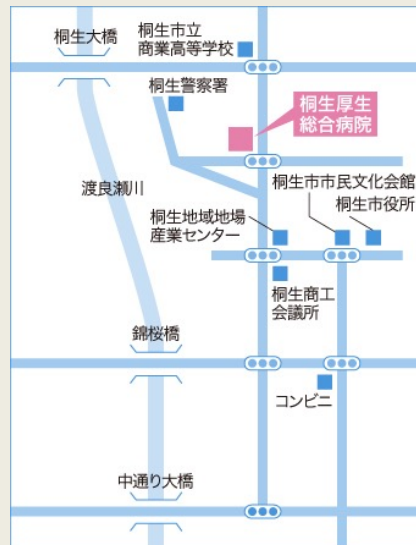 桐生大橋
桐生市立
商業高等学校
桐生警察署
桐生厚生
総合病院
渡良瀬川
桐生市市民文化会館
桐生市役所
桐生地域地場
産業センター
桐生商工
会議所
錦桜橋
コンビニ
中通り大橋